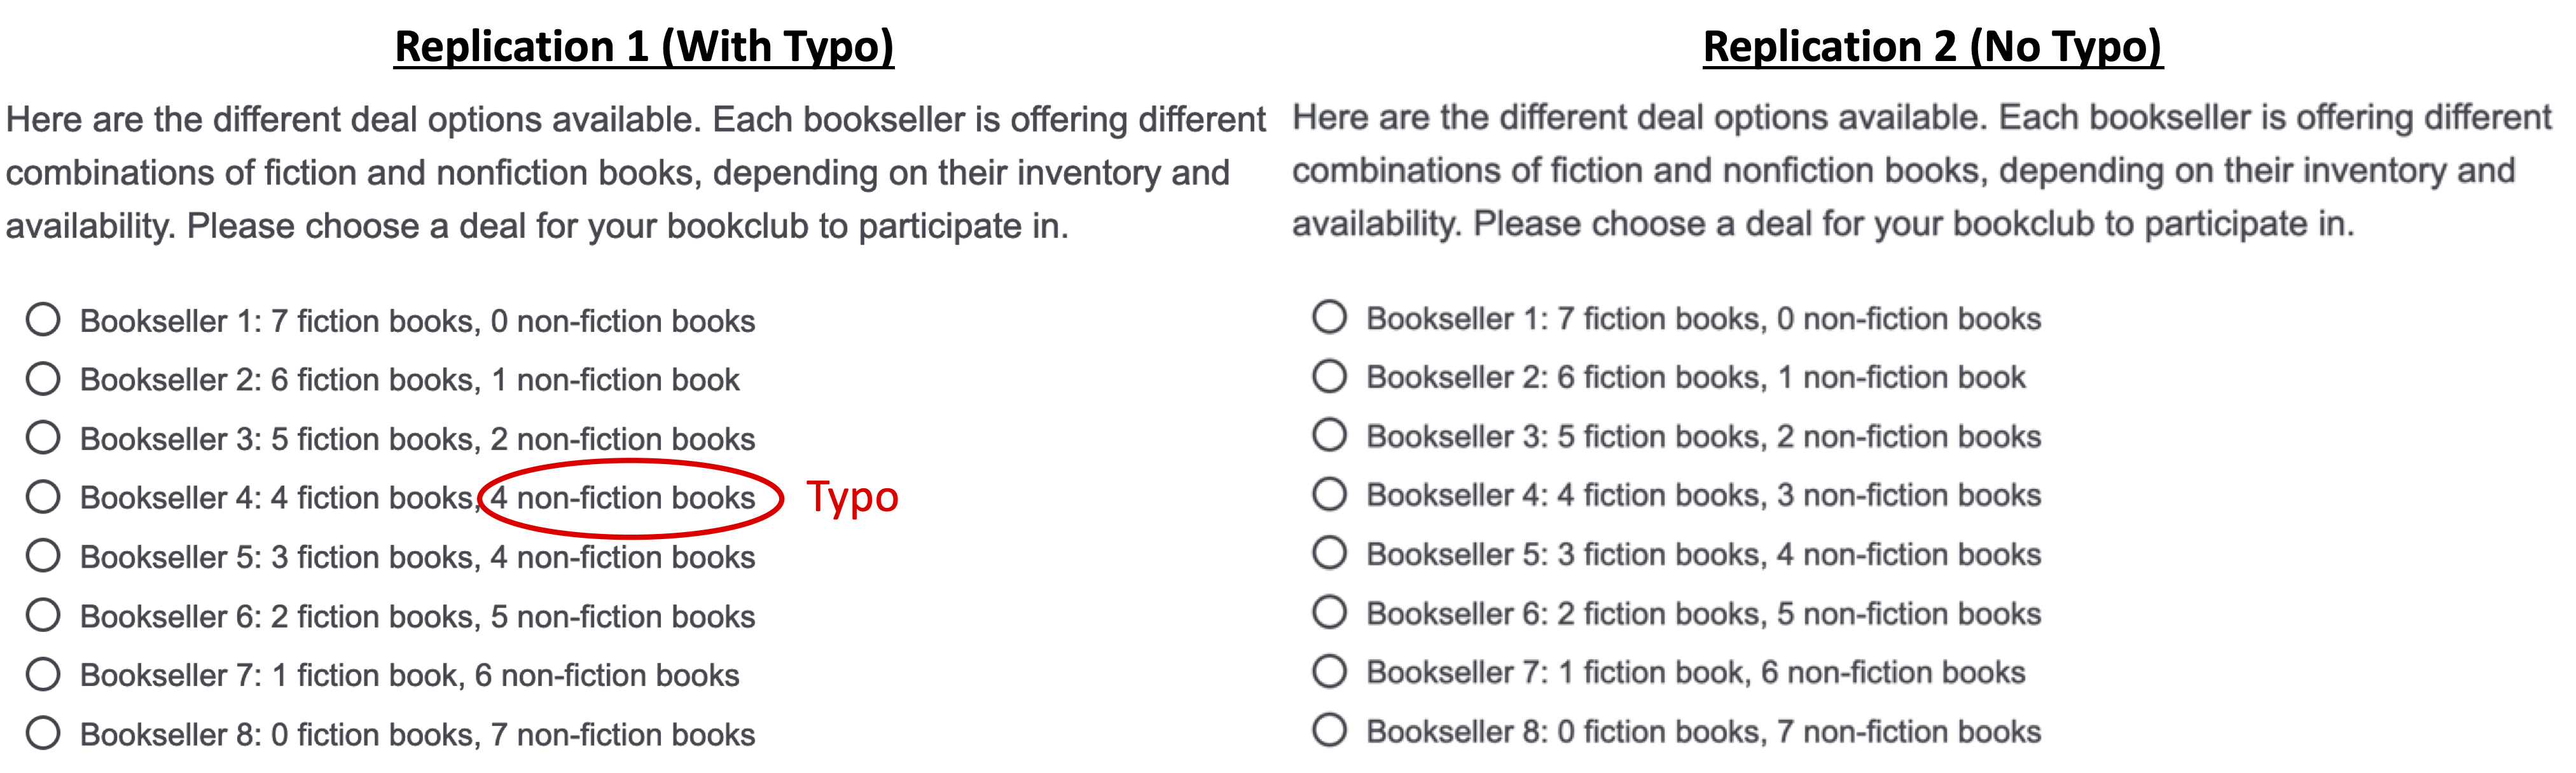 Replication 1 (With Typo)
Here are the different deal options available. Each bookseller is offering different
combinations of fiction and nonfiction books, depending on their inventory and
availability. Please choose a deal for your bookclub to participate in.
Bookseller 1: 7 fiction books, 0 non-fiction books
Bookseller 2: 6 fiction books, 1 non-fiction book
Bookseller 3: 5 fiction books, 2 non-fiction books
Bookseller 4: 4 fiction books, 4 non-fiction books
Typo
Bookseller 5: 3 fiction books, 4 non-fiction books
Bookseller 6: 2 fiction books, 5 non-fiction books
Bookseller 7: 1 fiction book, 6 non-fiction books
Bookseller 8: 0 fiction books, 7 non-fiction books
Replication 2 (No Typo)
Here are the different deal options available. Each bookseller is offering different
combinations of fiction and nonfiction books, depending on their inventory and
availability. Please choose a deal for your bookclub to participate in.
Bookseller 1: 7 fiction books, 0 non-fiction books
Bookseller 2: 6 fiction books, 1 non-fiction book
Bookseller 3: 5 fiction books, 2 non-fiction books
Bookseller 4: 4 fiction books, 3 non-fiction books
Bookseller 5: 3 fiction books, 4 non-fiction books
Bookseller 6: 2 fiction books, 5 non-fiction books
Bookseller 7: 1 fiction book, 6 non-fiction books
Bookseller 8: 0 fiction books, 7 non-fiction books